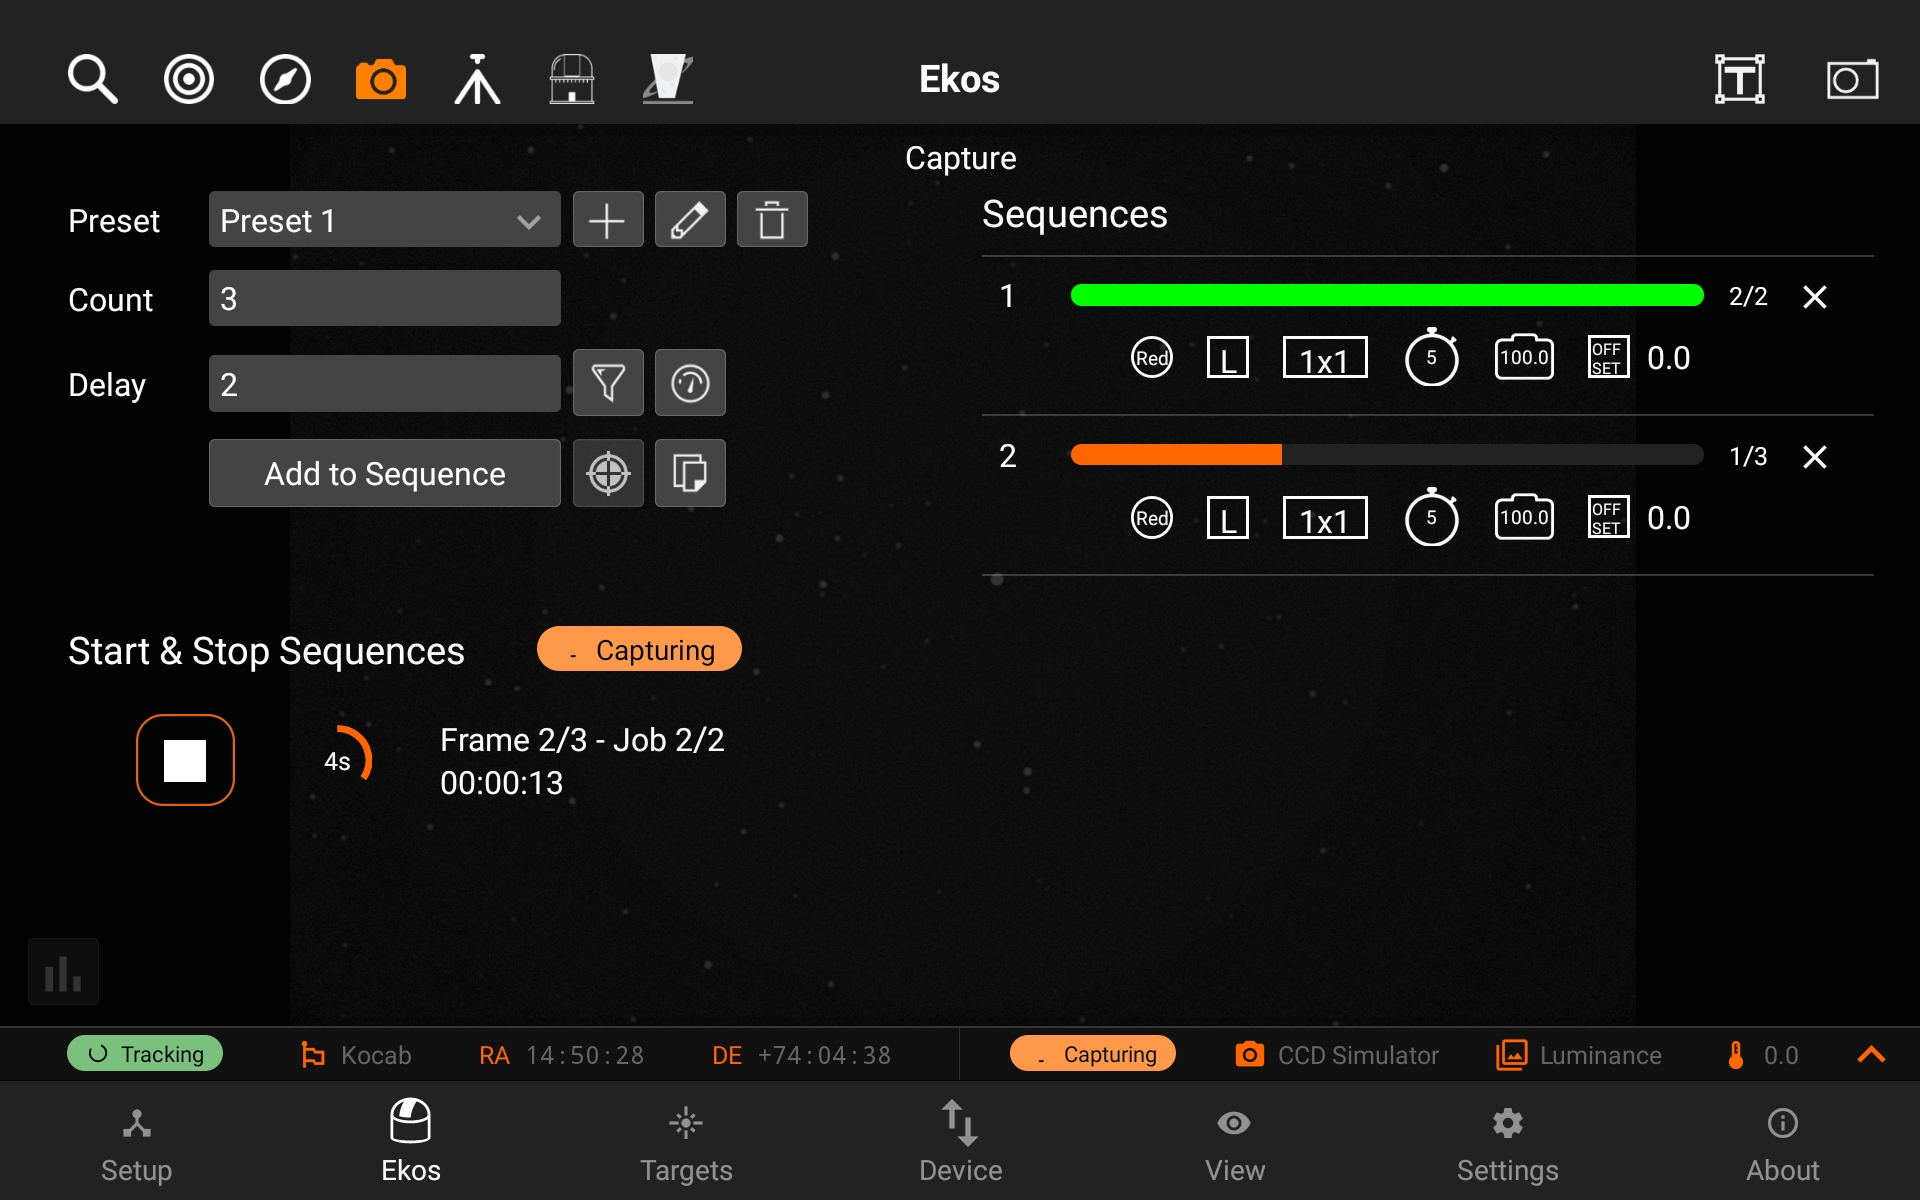 Ekos
T
Capture
Preset
Preset 1
Count
3
Delay
2
Add to Sequence
Sequences
1
2/2
Red
L
1x1
5
100.0
OFF
SET
0.0
2
1/3
Red
L
1x1
5
100.0
OFF
SET
0.0
Start & Stop Sequences
Capturing
4s
Frame 2/3 - Job 2/2
00:00:13
Tracking
Kocab
RA 14:50:28
DE +74:04:38
Capturing
CCD Simulator
Luminance
0.0
Setup
Ekos
Targets
Device
View
Settings
About